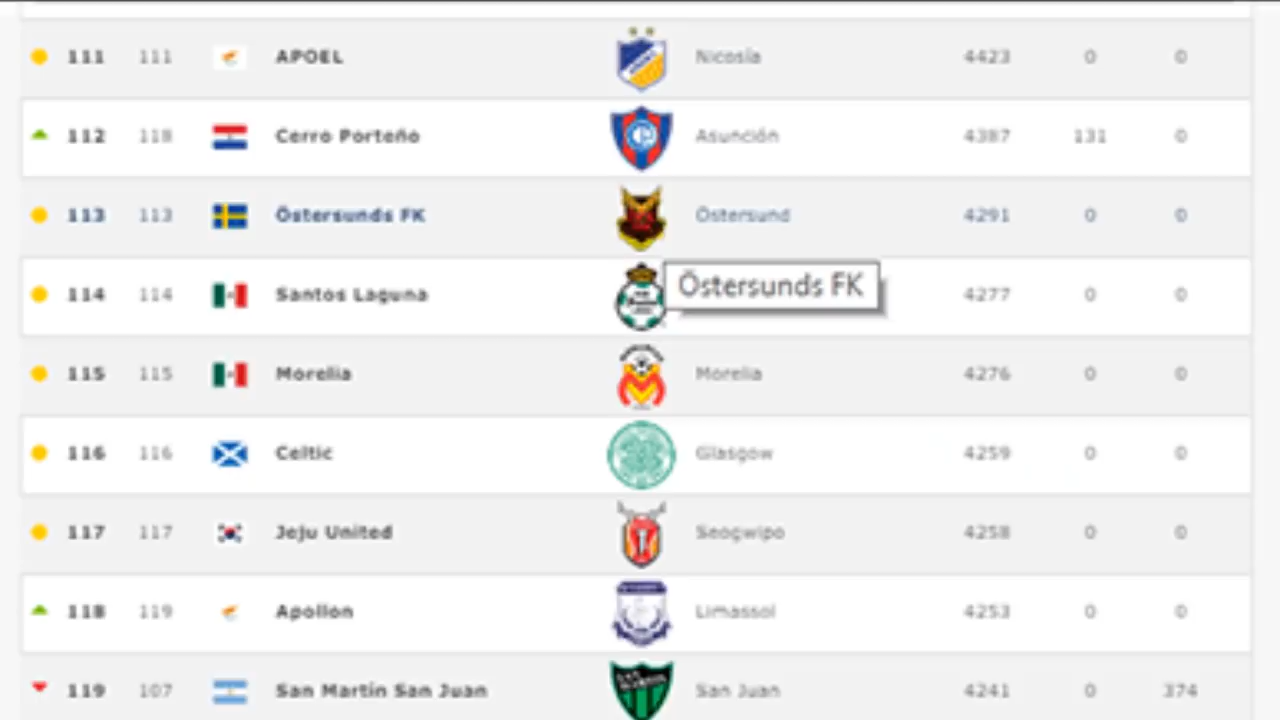 111 111 APOEL Nicosia 4423 0 0
112 118 Cerro Porteño Asunción 4387 131 0
113 113 Östersunds FK Östersund 4291 0 0
Östersunds FK
114 114 Santos Laguna 4277 0 0
115 115 Morelia Morelia 4276 0 0
116 116 Celtic Glasgow 4259 0 0
117 117 Jeju United Seogwipo 4258 0 0
118 119 Apollon Limassol 4253 0 0
119 107 San Martín San Juan San Juan 4241 0 374